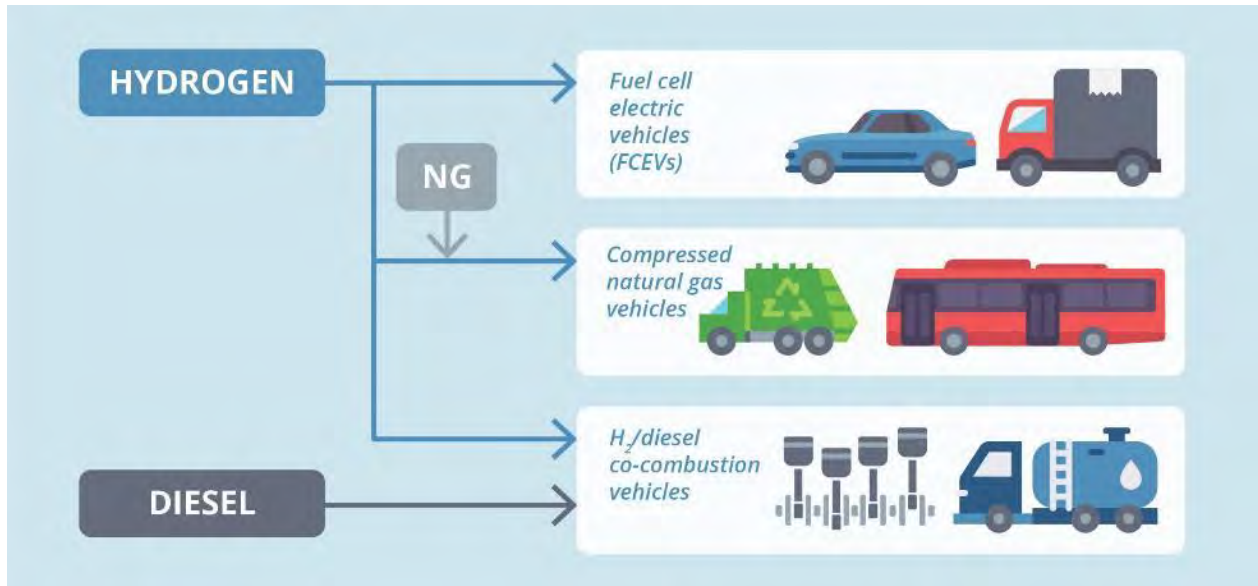 HYDROGEN
Fuel cell
electric
vehicles
(FCEVs)
NG
Compressed
natural gas
vehicles
H₂/diesel
co-combustion
vehicles
DIESEL